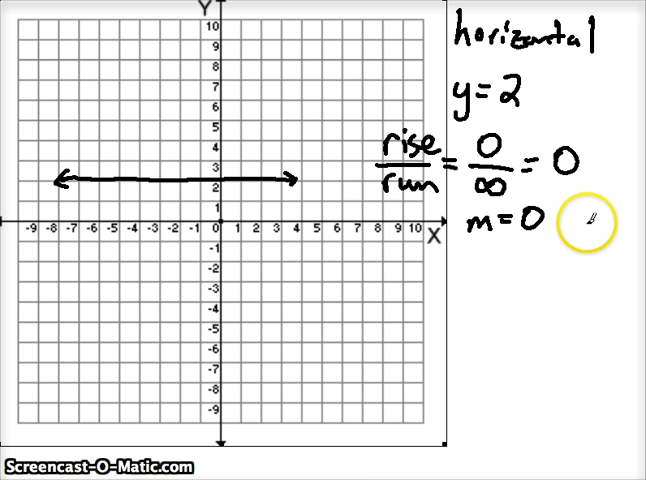 Y
horizontal
y=2
rise/run = 0/∞ = 0
m=0
10
9
8
7
6
5
4
3
2
1
-9 -8 -7 -6 -5 -4 -3 -2 -1 0 1 2 3 4 5 6 7 8 9 10 X
-1
-2
-3
-4
-5
-6
-7
-8
-9
Screencast-O-Matic.com